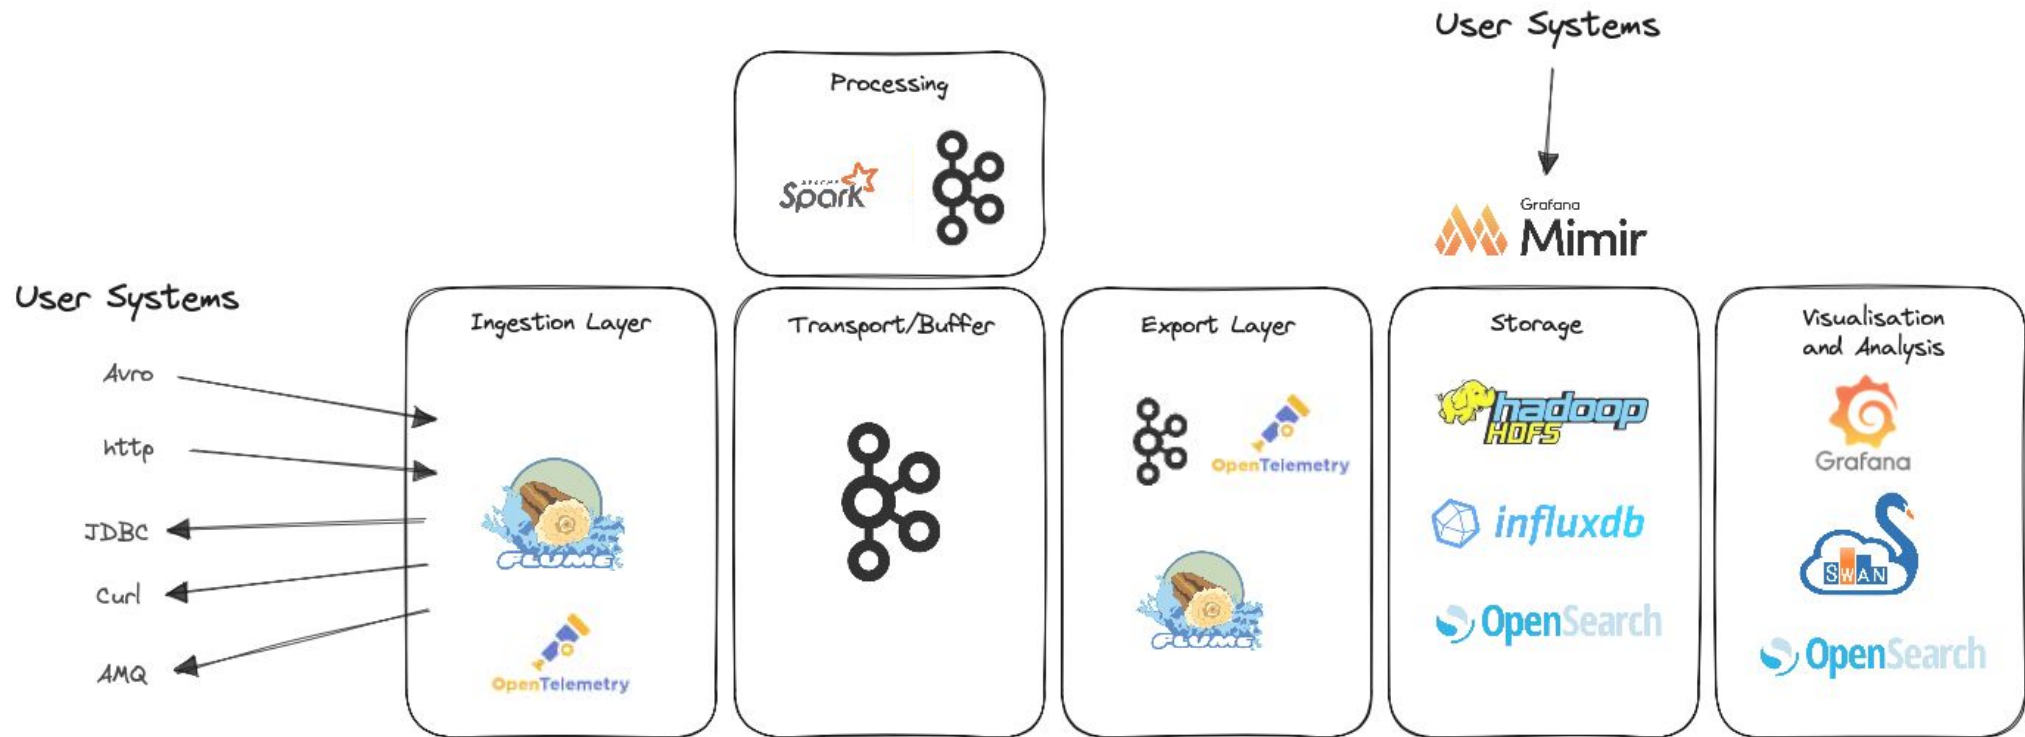 User Systems
Processing
APACHE
Spark
Grafana
Mimir
User Systems
Avro
http
JDBC
Curl
AMQ
Ingestion Layer
FLUME
OpenTelemetry
Transport/Buffer
Export Layer
OpenTelemetry
FLUME
Storage
hadoop
HDFS
influxdb
OpenSearch
Visualisation
and Analysis
Grafana
SWAN
OpenSearch